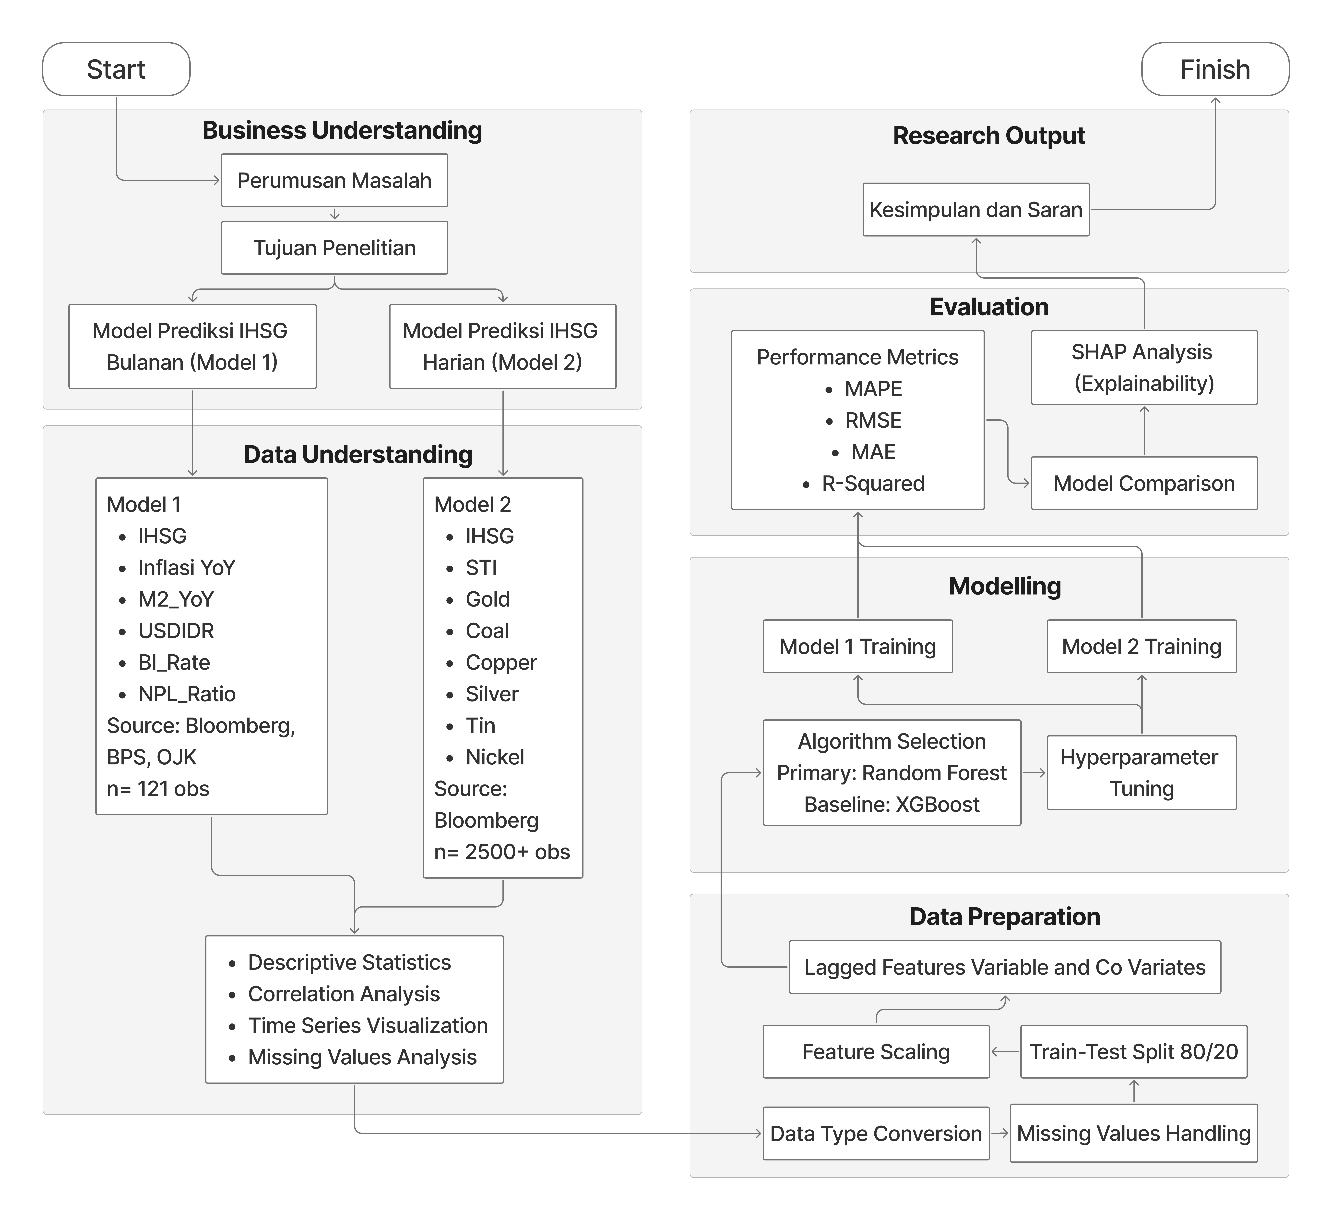 Start
Business Understanding
Perumusan Masalah
Tujuan Penelitian
Model Prediksi IHSG
Bulanan (Model 1)
Model Prediksi IHSG
Harian (Model 2)
Data Understanding
Model 1
• IHSG
• Inflasi YoY
• M2_YoY
• USDIDR
• BI_Rate
• NPL_Ratio
Source: Bloomberg,
BPS, OJK
n= 121 obs
Model 2
• IHSG
• STI
• Gold
• Coal
• Copper
• Silver
• Tin
• Nickel
Source:
Bloomberg
n= 2500+ obs
• Descriptive Statistics
• Correlation Analysis
• Time Series Visualization
• Missing Values Analysis
Data Preparation
Data Type Conversion
Missing Values Handling
Train-Test Split 80/20
Feature Scaling
Lagged Features Variable and Co Variates
Modelling
Algorithm Selection
Primary: Random Forest
Baseline: XGBoost
Hyperparameter
Tuning
Model 1 Training
Model 2 Training
Evaluation
Performance Metrics
• MAPE
• RMSE
• MAE
• R-Squared
Model Comparison
SHAP Analysis
(Explainability)
Research Output
Kesimpulan dan Saran
Finish